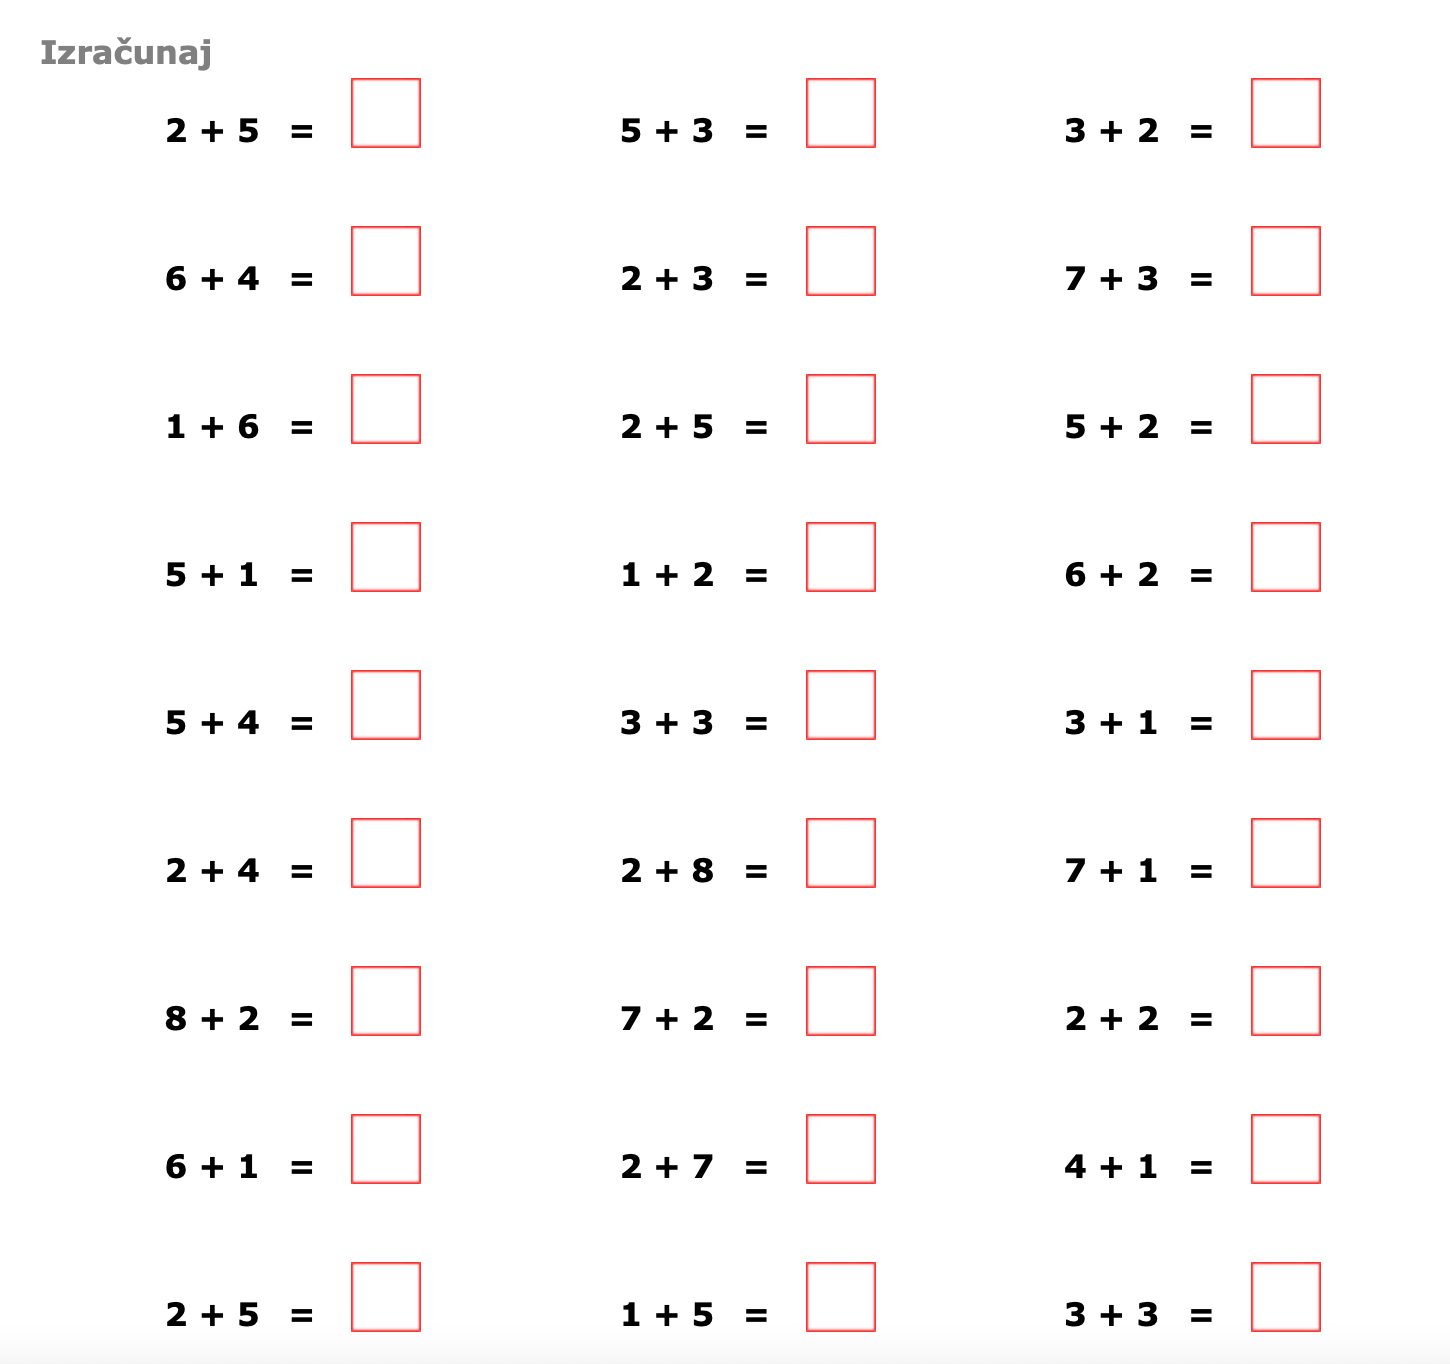 Izračunaj
2 + 5 = 5 + 3 = 3 + 2 =
6 + 4 = 2 + 3 = 7 + 3 =
1 + 6 = 2 + 5 = 5 + 2 =
5 + 1 = 1 + 2 = 6 + 2 =
5 + 4 = 3 + 3 = 3 + 1 =
2 + 4 = 2 + 8 = 7 + 1 =
8 + 2 = 7 + 2 = 2 + 2 =
6 + 1 = 2 + 7 = 4 + 1 =
2 + 5 = 1 + 5 = 3 + 3 =